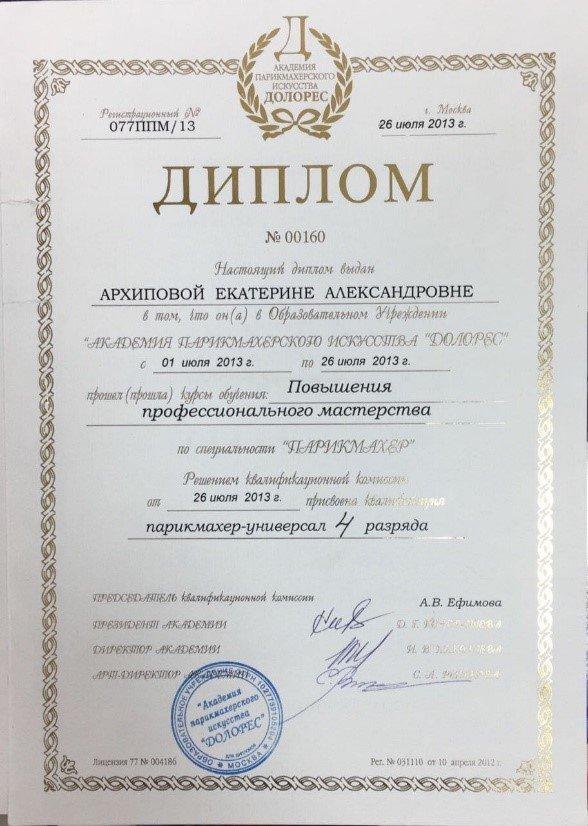 Д
АКАДЕМИЯ
ПАРИКМАХЕРСКОГО
ИСКУССТВА
ДОЛОРЕС
Регистрационный № г. Москва
077ППМ/13 26 июля 2013 г.
ДИПЛОМ
№ 00160
Настоящий диплом выдан
АРХИПОВОЙ ЕКАТЕРИНЕ АЛЕКСАНДРОВНЕ
в том, что он(а) в Образовательном Учреждении
"АКАДЕМИЯ ПАРИКМАХЕРСКОГО ИСКУССТВА "ДОЛОРЕС"
с 01 июля 2013 г. по 26 июля 2013 г.
прошел (прошла) курсы обучения: Повышения
профессионального мастерства
по специальности "ПАРИКМАХЕР"
Решением квалификационной комиссии
от 26 июля 2013 г. присвоена квалификация
парикмахер-универсал 4 разряда
ПРЕДСЕДАТЕЛЬ квалификационной комиссии А.В. Ефимова
ПРЕЗИДЕНТ АКАДЕМИИ
ДИРЕКТОР АКАДЕМИИ
АРТ-ДИРЕКТОР
ОБРАЗОВАТЕЛЬНОЕ УЧРЕЖДЕНИЕ
"Академия
парикмахерского
искусства
"ДОЛОРЕС"
для дипломов
МОСКВА
Лицензия 77 № 004186 Рег. № 031110 от 10 апреля 2012 г.